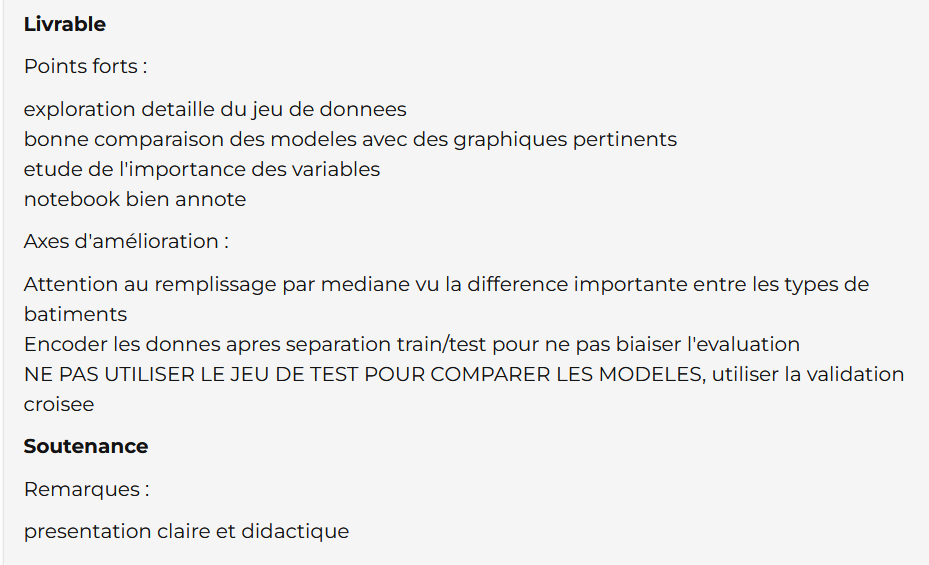 Livrable
Points forts :
exploration detaille du jeu de donnees
bonne comparaison des modeles avec des graphiques pertinents
etude de l'importance des variables
notebook bien annote
Axes d'amélioration :
Attention au remplissage par mediane vu la difference importante entre les types de
batiments
Encoder les donnes apres separation train/test pour ne pas biaiser l'evaluation
NE PAS UTILISER LE JEU DE TEST POUR COMPARER LES MODELES, utiliser la validation
croisee
Soutenance
Remarques :
presentation claire et didactique